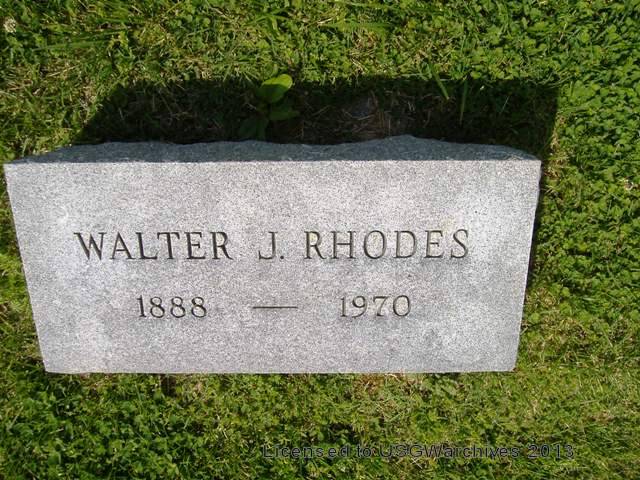 WALTER J. RHODES
1888 — 1970
Licensed to USGWarchives 2013